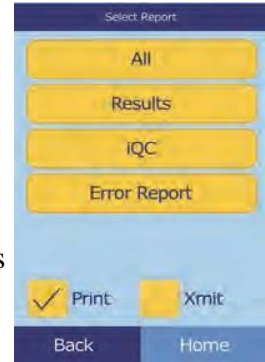 Select Report
All
Results
iQC
Error Report
s
Print Xmit
Back Home